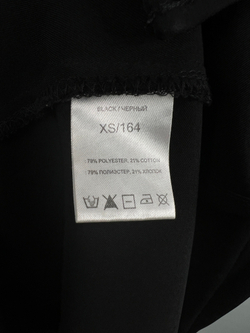 BLACK / ЧЕРНЫЙ
XS/164
- 79% POLYESTER, 21% COTTON
- 79% ПОЛИЭСТЕР, 21% ХЛОПОК